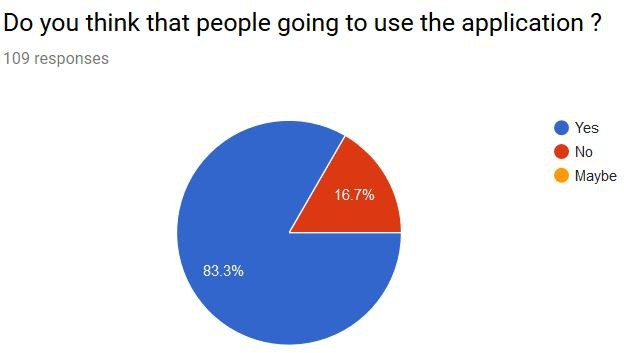 Do you think that people going to use the application ?
109 responses
Yes
No
Maybe
16.7%
83.3%